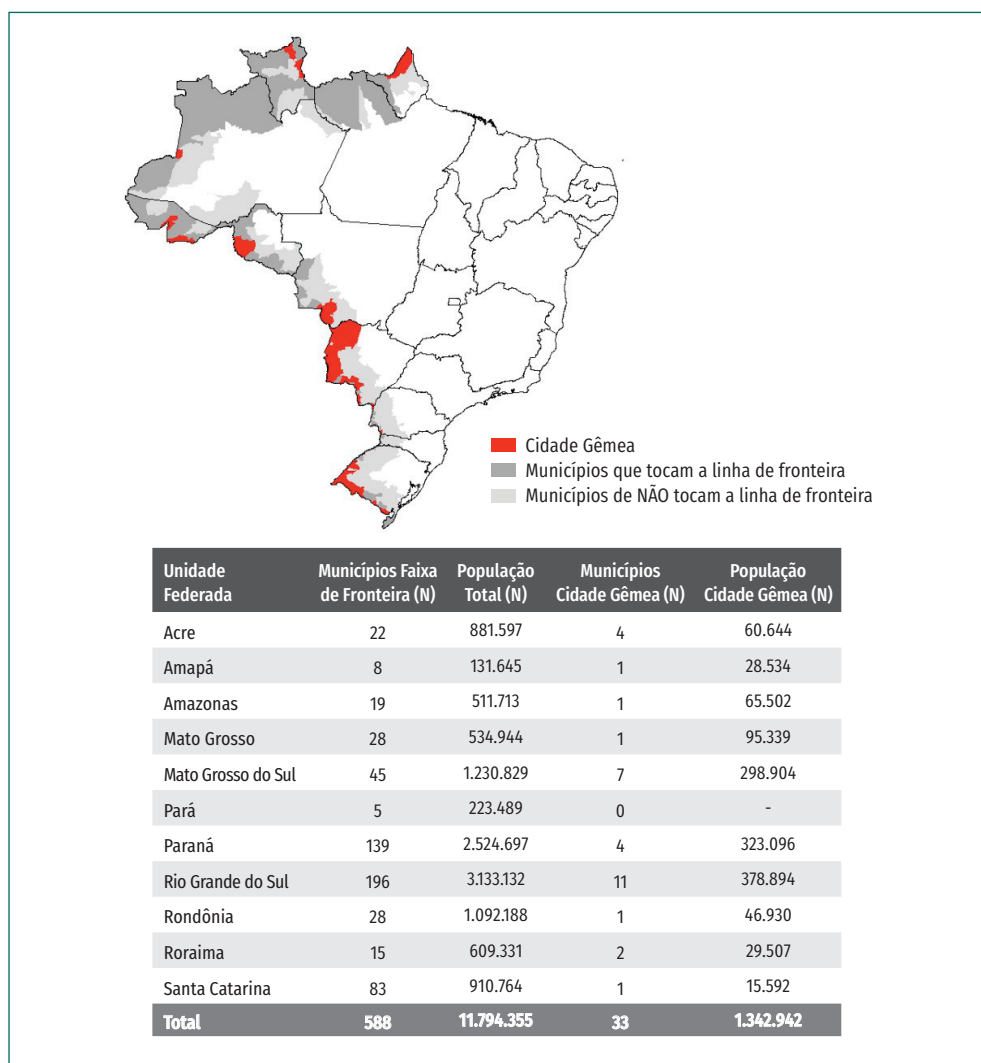 Cidade Gêmea
Municípios que tocam a linha de fronteira
Municípios de NÃO tocam a linha de fronteira
Unidade Federada Municípios Faixa de Fronteira (N) População Total (N) Municípios Cidade Gêmea (N) População Cidade Gêmea (N)
Acre 22 881.597 4 60.644
Amapá 8 131.645 1 28.534
Amazonas 19 511.713 1 65.502
Mato Grosso 28 534.944 1 95.339
Mato Grosso do Sul 45 1.230.829 7 298.904
Pará 5 223.489 0 -
Paraná 139 2.524.697 4 323.096
Rio Grande do Sul 196 3.133.132 11 378.894
Rondônia 28 1.092.188 1 46.930
Roraima 15 609.331 2 29.507
Santa Catarina 83 910.764 1 15.592
Total 588 11.794.355 33 1.342.942